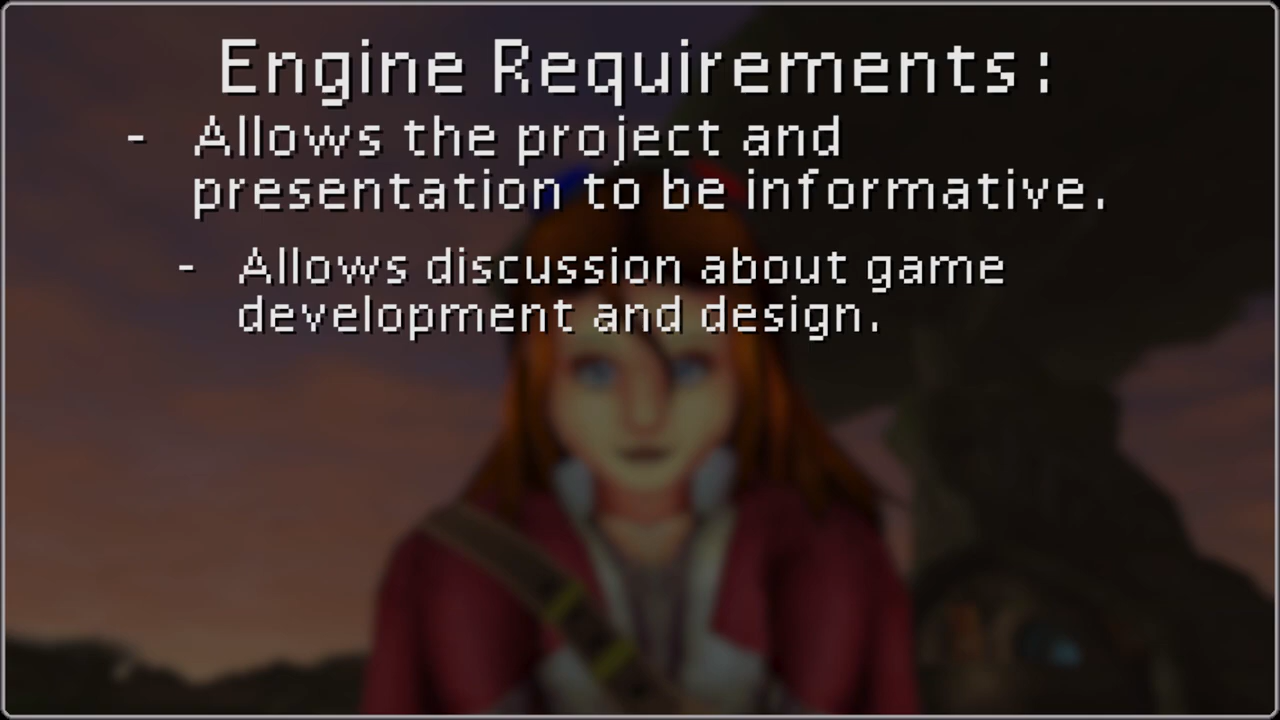 Engine Requirements:
- Allows the project and
presentation to be informative.
- Allows discussion about game
development and design.